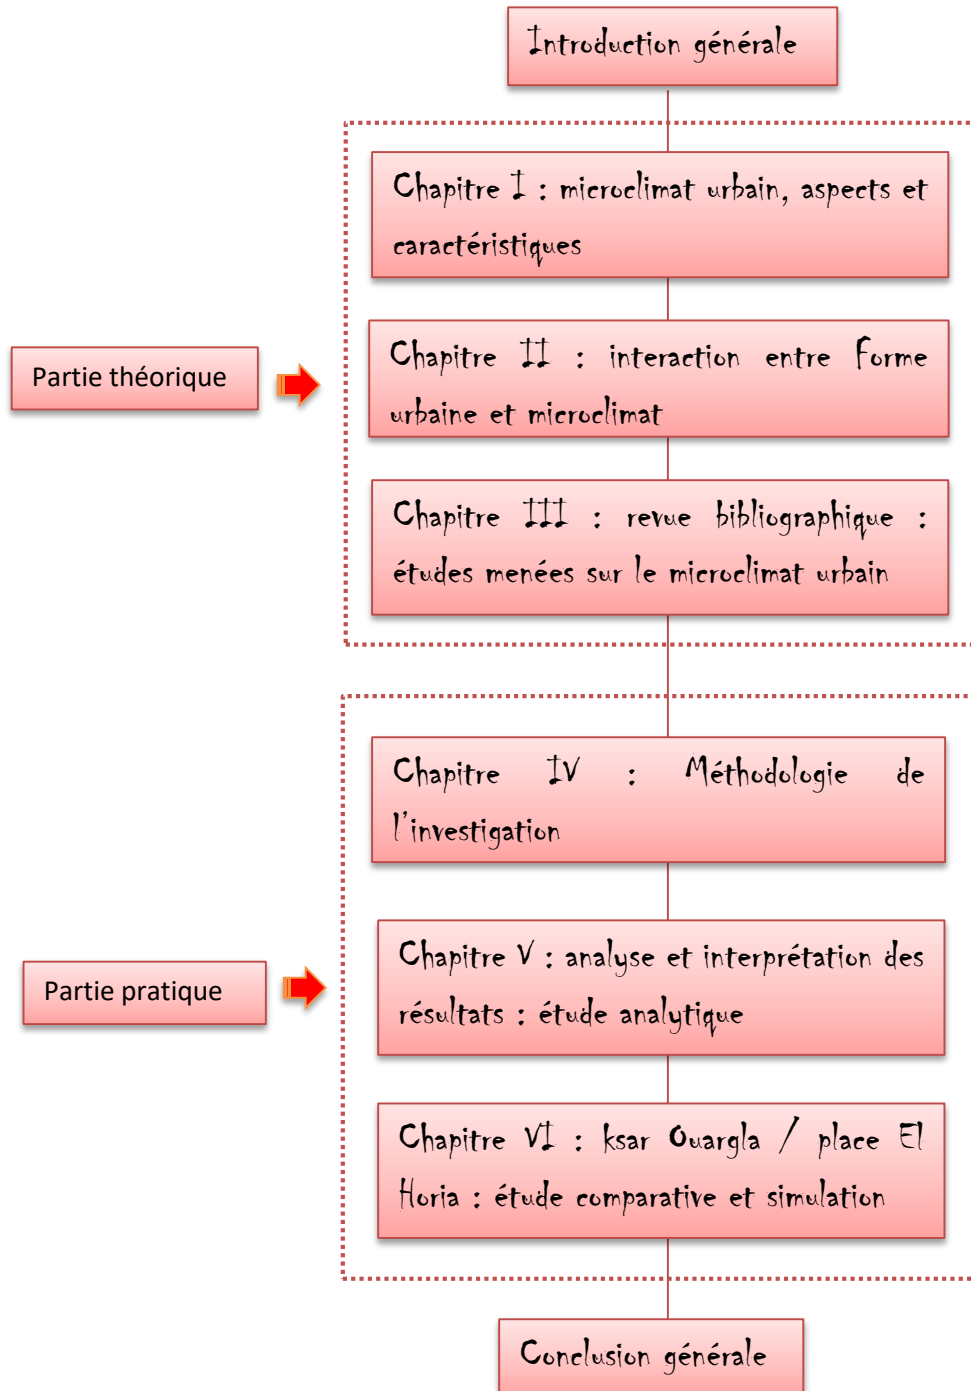 Introduction générale
Chapitre I : microclimat urbain, aspects et
caractéristiques
Partie théorique
Chapitre II : interaction entre Forme
urbaine et microclimat
Chapitre III : revue bibliographique :
études menées sur le microclimat urbain
Chapitre IV : Méthodologie de
l'investigation
Partie pratique
Chapitre V : analyse et interprétation des
résultats : étude analytique
Chapitre VI : ksar Ouargla / place El
Horia : étude comparative et simulation
Conclusion générale